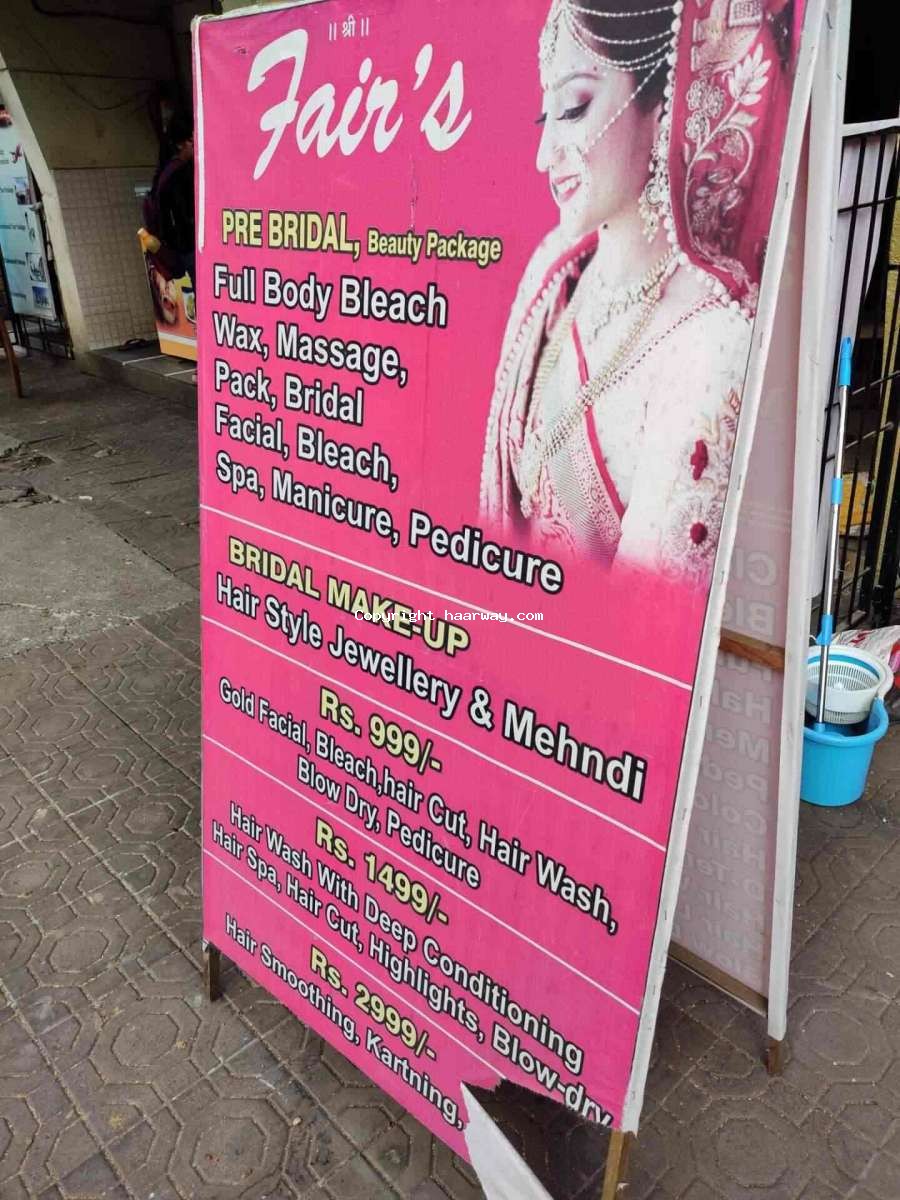 ॥ श्री ॥
Fair's
PRE BRIDAL, Beauty Package
Full Body Bleach
Wax, Massage,
Pack, Bridal
Facial, Bleach,
Spa, Manicure, Pedicure
BRIDAL MAKE-UP
Copyright haarway.com
Hair Style Jewellery & Mehndi
Rs. 999/-
Gold Facial, Bleach,hair Cut, Hair Wash,
Blow Dry, Pedicure
Rs. 1499/-
Hair Wash With Deep Conditioning
Hair Spa, Hair Cut, Highlights, Blow-dry
Rs. 2999/-
Hair Smoothing, Kartning,